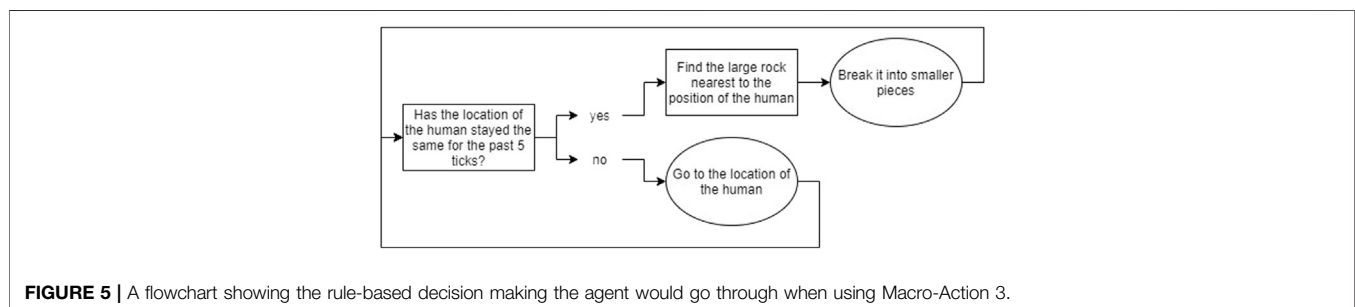 Has the location of
the human stayed the
same for the past 5
ticks?
yes
no
Find the large rock
nearest to the
position of the human
Break it into smaller
pieces
Go to the location of
the human
FIGURE 5 | A flowchart showing the rule-based decision making the agent would go through when using Macro-Action 3.